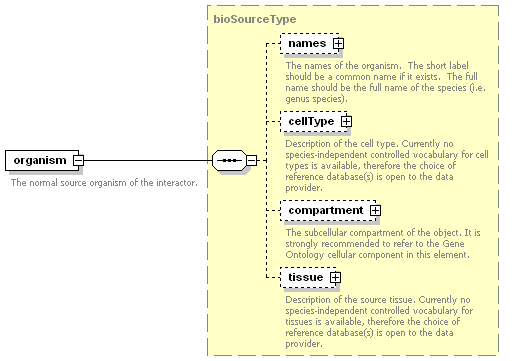 bioSourceType
names
The names of the organism.  The short label
should be a common name if it exists.  The full
name should be the full name of the species (i.e.
genus species).
cellType
Description of the cell type. Currently no
species-independent controlled vocabulary for cell
types is available, therefore the choice of
reference database(s) is open to the data
provider.
organism
The normal source organism of the interactor.
compartment
The subcellular compartment of the object. It is
strongly recommended to refer to the Gene
Ontology cellular component in this element.
tissue
Description of the source tissue. Currently no
species-independent controlled vocabulary for
tissues is available, therefore the choice of
reference database(s) is open to the data
provider.